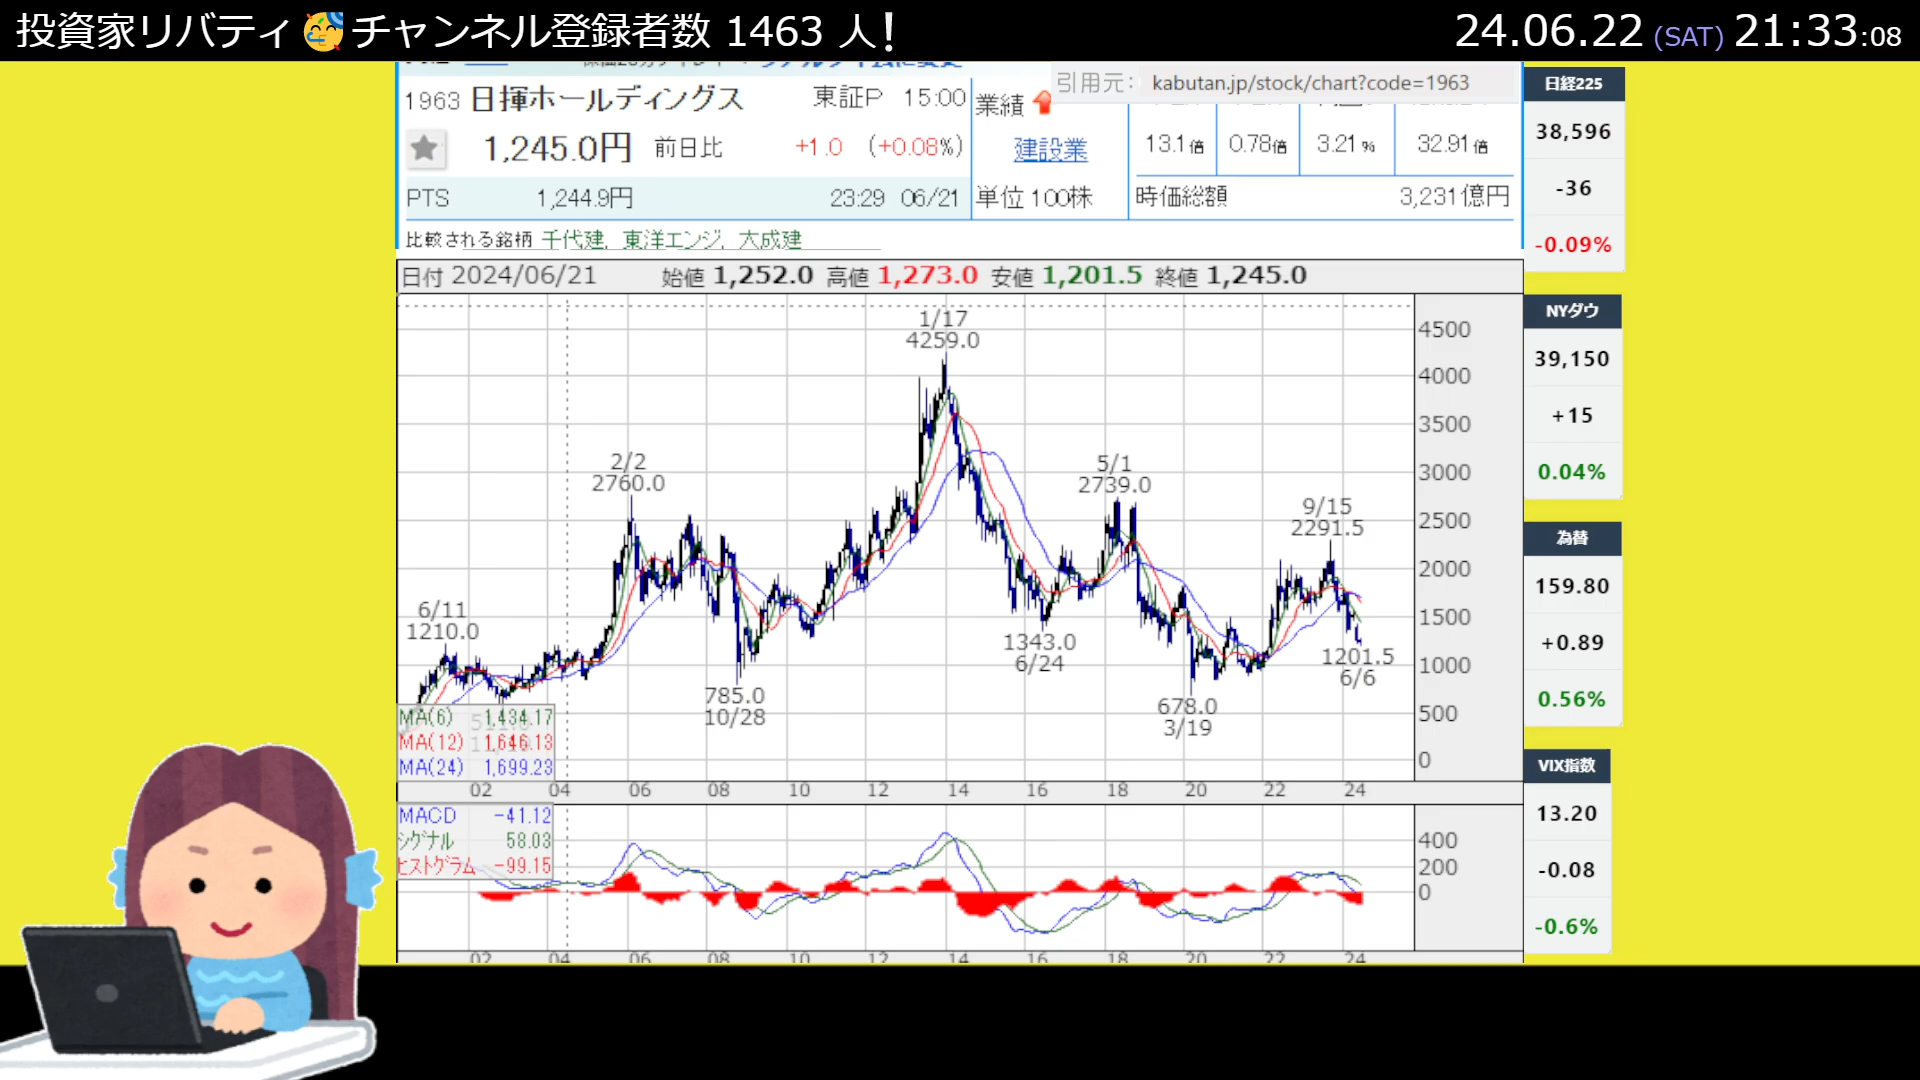 投資家リバティ🥳チャンネル登録者数 1463 人!
24.06.22 (SAT) 21:33:08
引用元: kabutan.jp/stock/chart?code=1963
1963 日揮ホールディングス 東証P 15:00 業績
1,245.0円 前日比 +1.0 (+0.08%) 建設業 13.1倍 0.78倍 3.21% 32.91倍
PTS 1,244.9円 23:29 06/21 単位 100株 時価総額 3,231億円
比較される銘柄 千代建, 東洋エンジ, 大成建
日付 2024/06/21 始値 1,252.0 高値 1,273.0 安値 1,201.5 終値 1,245.0
1/17
4259.0
2/2
2760.0
5/1
2739.0
9/15
2291.5
6/11
1210.0
785.0
10/28
1343.0
6/24
678.0
3/19
1201.5
6/6
4500
4000
3500
3000
2500
2000
1500
1000
500
0
MA(6) 1,434.17
MA(12) 1,646.13
MA(24) 1,699.23
02 04 06 08 10 12 14 16 18 20 22 24
MACD -41.12
シグナル 58.03
ヒストグラム -99.15
400
200
0
02 04 06 08 10 12 14 16 18 20 22 24
日経225
38,596
-36
-0.09%
NYダウ
39,150
+15
0.04%
為替
159.80
+0.89
0.56%
VIX指数
13.20
-0.08
-0.6%